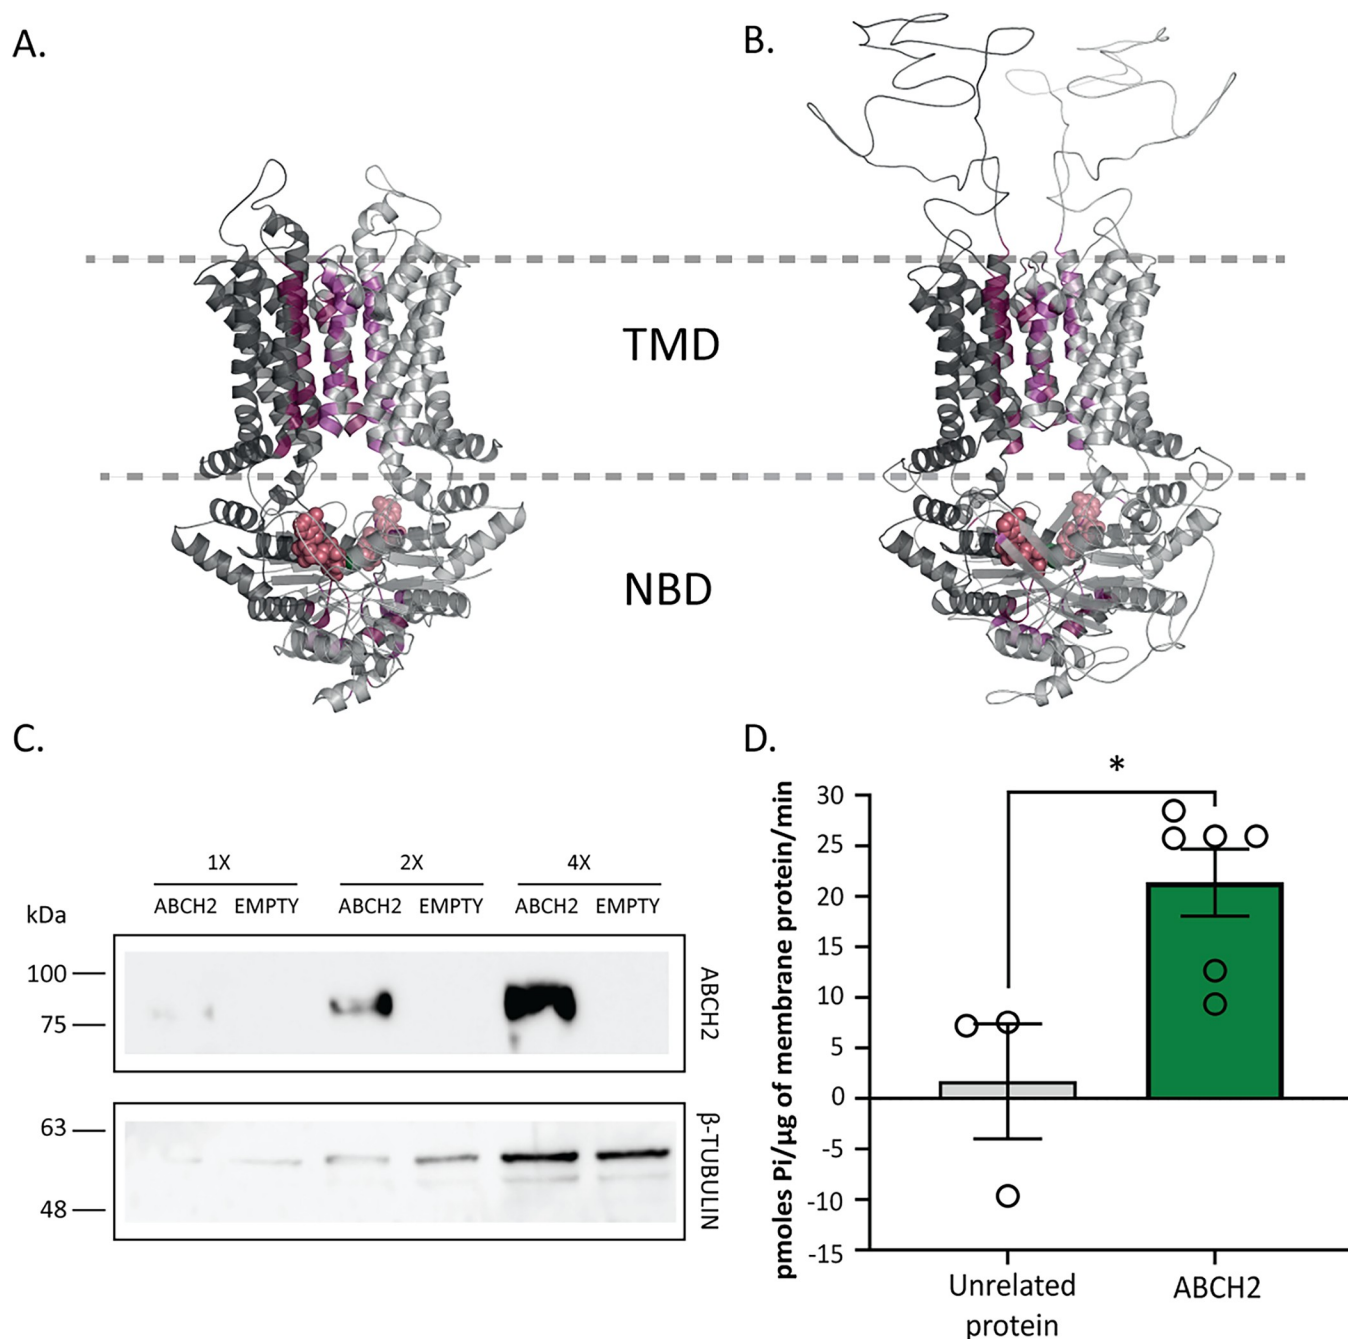 A.
B.
TMD
NBD
C.
1X 2X 4X
kDa
ABCH2 EMPTY ABCH2 EMPTY ABCH2 EMPTY
100
75
ABCH2
63
48
β-TUBULIN
D.
*
pmoles Pi/µg of membrane protein/min
30
25
20
15
10
5
0
-5
-10
-15
Unrelated
protein
ABCH2